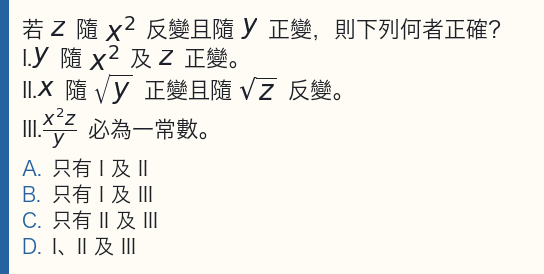 若 z 隨 x² 反變且隨 y 正變，則下列何者正確?
I.y 隨 x² 及 z 正變。
II.x 隨 √y 正變且隨 √z 反變。
III.x²z/y 必為一常數。
A. 只有 I 及 II
B. 只有 I 及 III
C. 只有 II 及 III
D. I、II 及 III